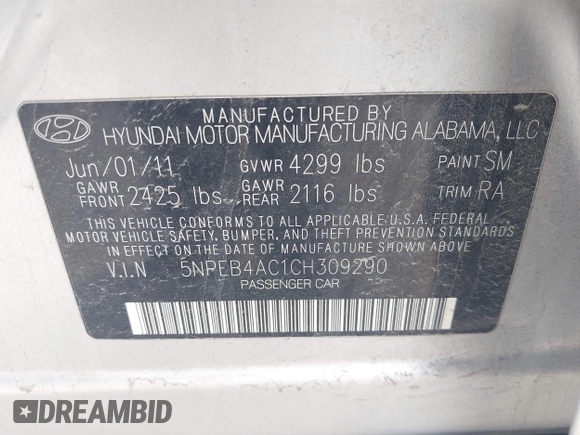 MANUFACTURED BY
HYUNDAI MOTOR MANUFACTURING ALABAMA, LLC
Jun/01/11 GVWR 4299 lbs PAINT SM
GAWR FRONT 2425 lbs GAWR REAR 2116 lbs TRIM RA
THIS VEHICLE CONFORMS TO ALL APPLICABLE U.S.A. FEDERAL
MOTOR VEHICLE SAFETY, BUMPER, AND THEFT PREVENTION STANDARDS
IN EFFECT ON THE DATE OF MANUFACTURE SHOWN ABOVE.
V.I.N 5NPEB4AC1CH309290
PASSENGER CAR
DREAMBID